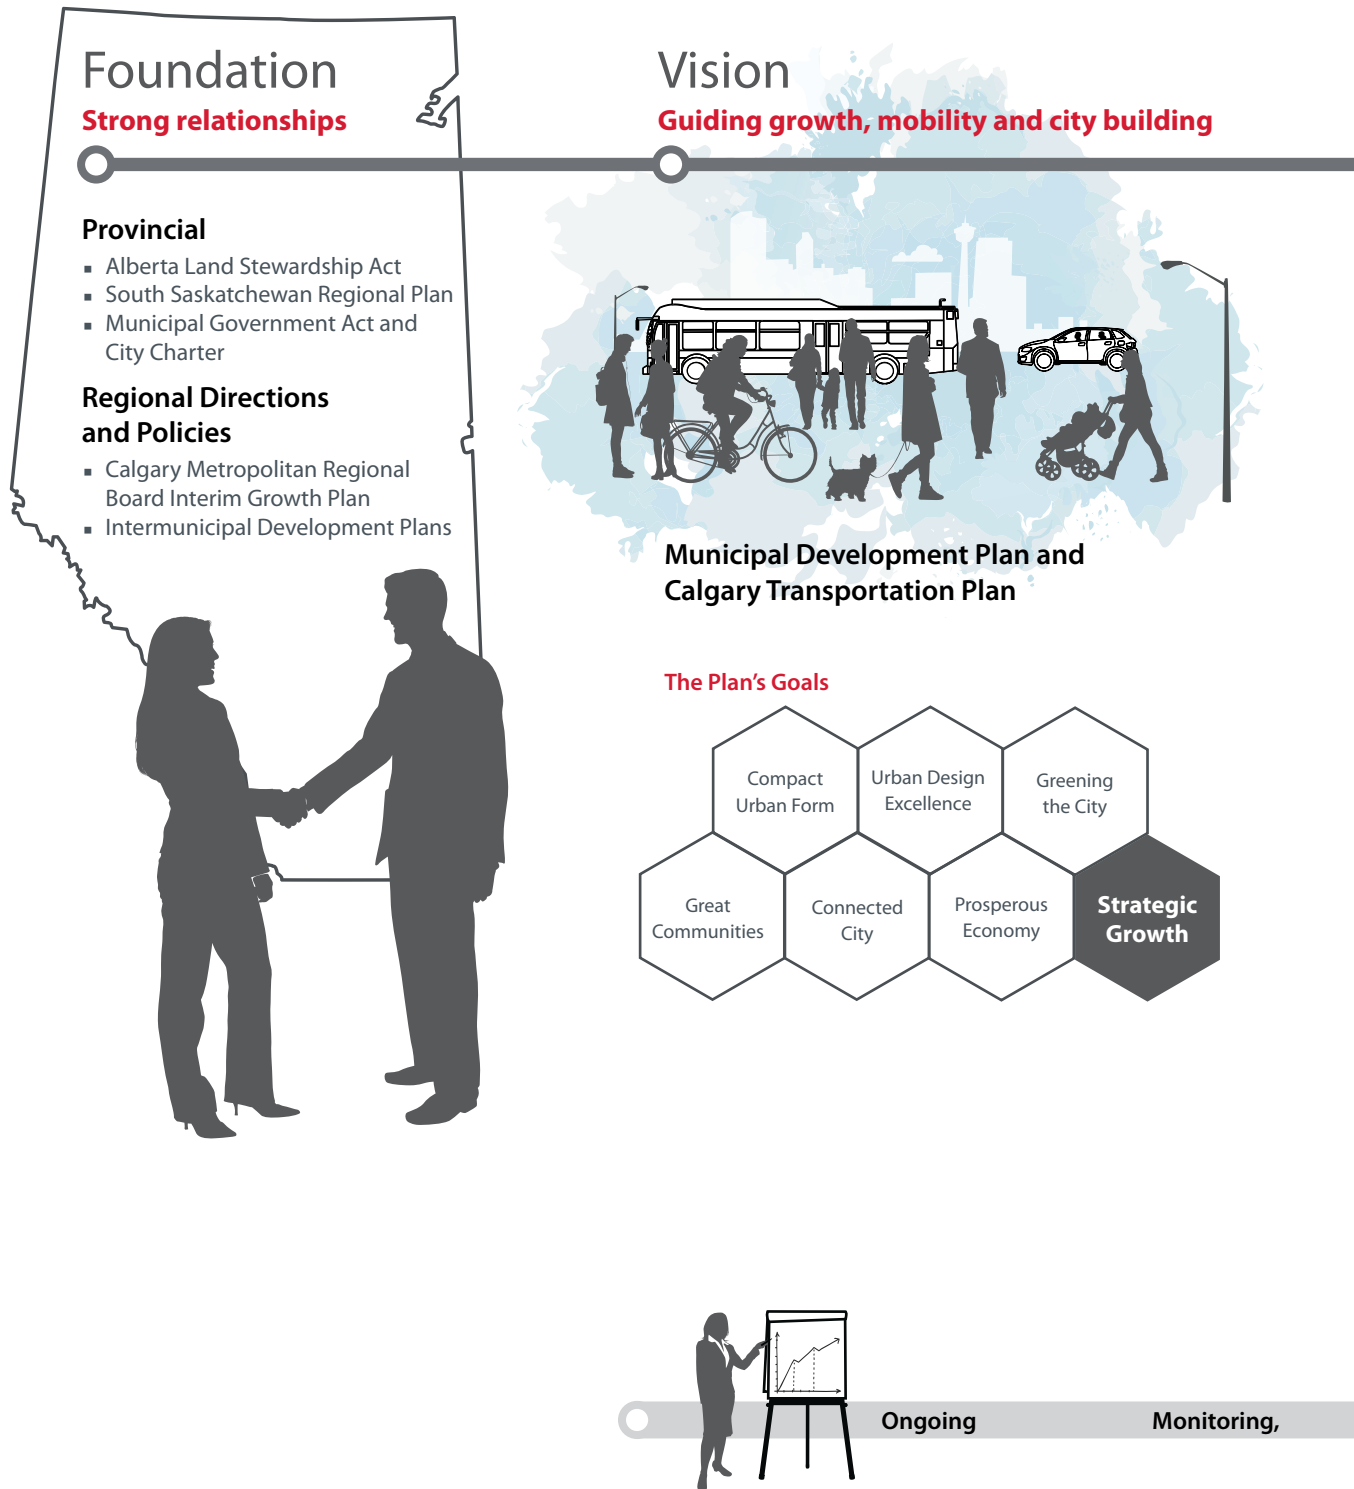 Foundation
Strong relationships
Provincial
▪ Alberta Land Stewardship Act
▪ South Saskatchewan Regional Plan
▪ Municipal Government Act and
City Charter
Regional Directions
and Policies
▪ Calgary Metropolitan Regional
Board Interim Growth Plan
▪ Intermunicipal Development Plans
Vision
Guiding growth, mobility and city building
Municipal Development Plan and
Calgary Transportation Plan
The Plan’s Goals
Compact
Urban Form
Urban Design
Excellence
Greening
the City
Great
Communities
Connected
City
Prosperous
Economy
Strategic
Growth
Ongoing Monitoring,